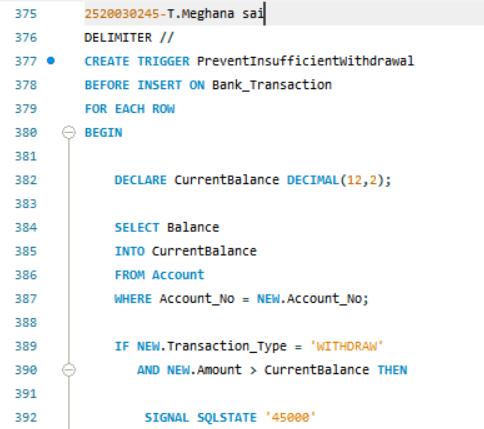 375 2520030245-T.Meghana sai
376 DELIMITER //
377 CREATE TRIGGER PreventInsufficientWithdrawal
378 BEFORE INSERT ON Bank_Transaction
379 FOR EACH ROW
380 BEGIN
381
382 DECLARE CurrentBalance DECIMAL(12,2);
383
384 SELECT Balance
385 INTO CurrentBalance
386 FROM Account
387 WHERE Account_No = NEW.Account_No;
388
389 IF NEW.Transaction_Type = 'WITHDRAW'
390 AND NEW.Amount > CurrentBalance THEN
391
392 SIGNAL SQLSTATE '45000'